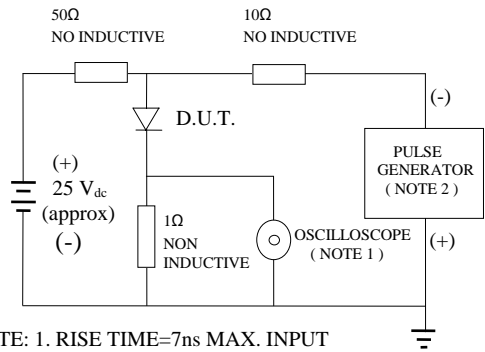 50Ω
NO INDUCTIVE
10Ω
NO INDUCTIVE
(-)
D.U.T.
PULSE
GENERATOR
( NOTE 2 )
(+)
25 Vdc
(approx)
(-)
1Ω
NON
INDUCTIVE
OSCILLOSCOPE
( NOTE 1 )
(+)
TE: 1. RISE TIME=7ns MAX. INPUT